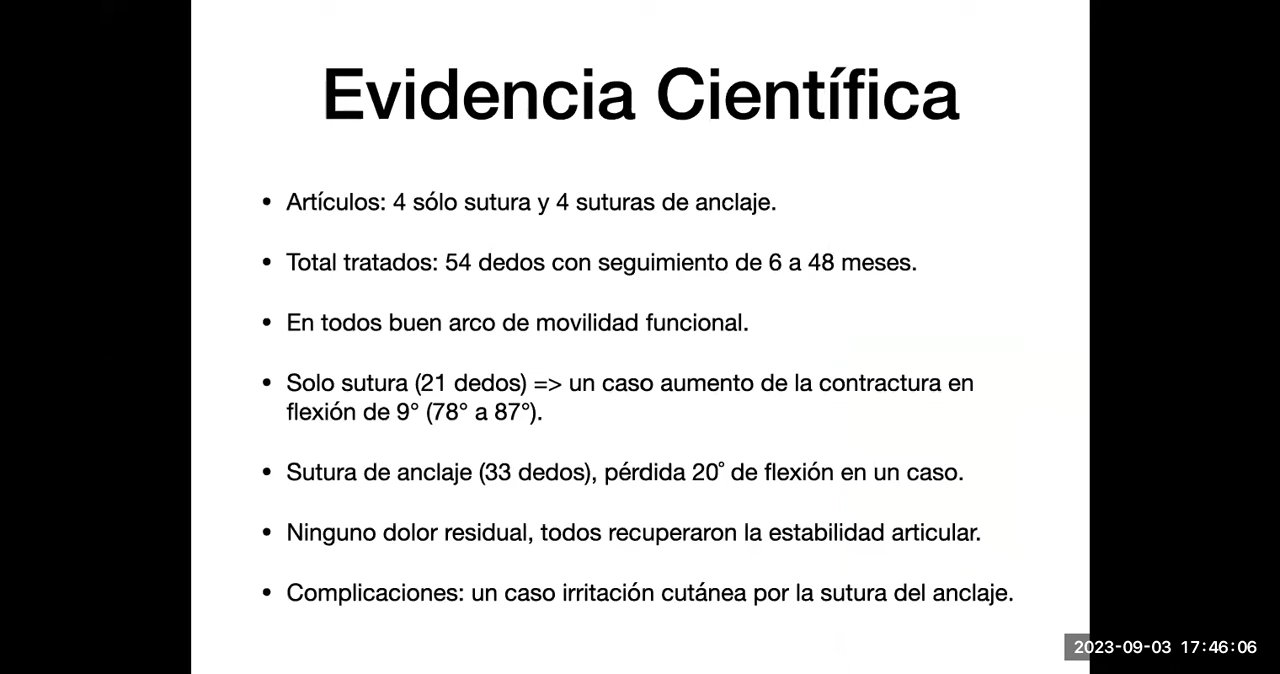 Evidencia Científica
• Artículos: 4 sólo sutura y 4 suturas de anclaje.
• Total tratados: 54 dedos con seguimiento de 6 a 48 meses.
• En todos buen arco de movilidad funcional.
• Solo sutura (21 dedos) => un caso aumento de la contractura en
flexión de 9° (78° a 87°).
• Sutura de anclaje (33 dedos), pérdida 20° de flexión en un caso.
• Ninguno dolor residual, todos recuperaron la estabilidad articular.
• Complicaciones: un caso irritación cutánea por la sutura del anclaje.
2023-09-03 17:46:06